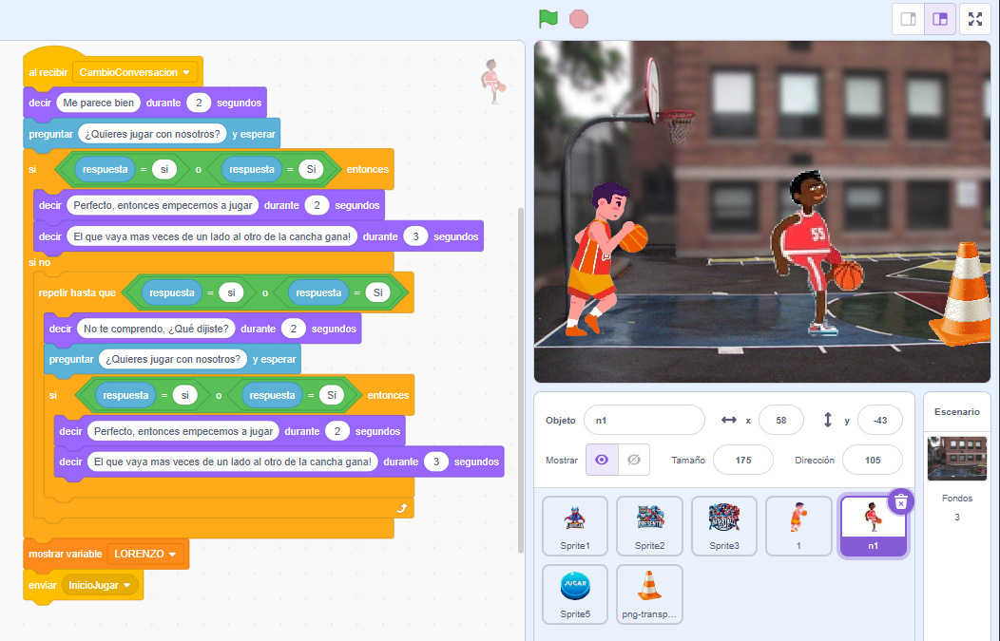 al recibir CambioConversacion
decir Me parece bien durante 2 segundos
preguntar ¿Quieres jugar con nosotros? y esperar
si respuesta = si o respuesta = Si entonces
decir Perfecto, entonces empecemos a jugar durante 2 segundos
decir El que vaya mas veces de un lado al otro de la cancha gana! durante 3 segundos
si no
repetir hasta que respuesta = si o respuesta = Si
decir No te comprendo, ¿Qué dijiste? durante 2 segundos
preguntar ¿Quieres jugar con nosotros? y esperar
si respuesta = si o respuesta = Si entonces
decir Perfecto, entonces empecemos a jugar durante 2 segundos
decir El que vaya mas veces de un lado al otro de la cancha gana! durante 3 segundos
mostrar variable LORENZO
enviar InicioJugar
55
Objeto n1 x 58 y -43
Mostrar Tamaño 175 Dirección 105
Sprite1 Sprite2 Sprite3 1 n1
JUGAR
Sprite5 png-transp...
Escenario
Fondos
3